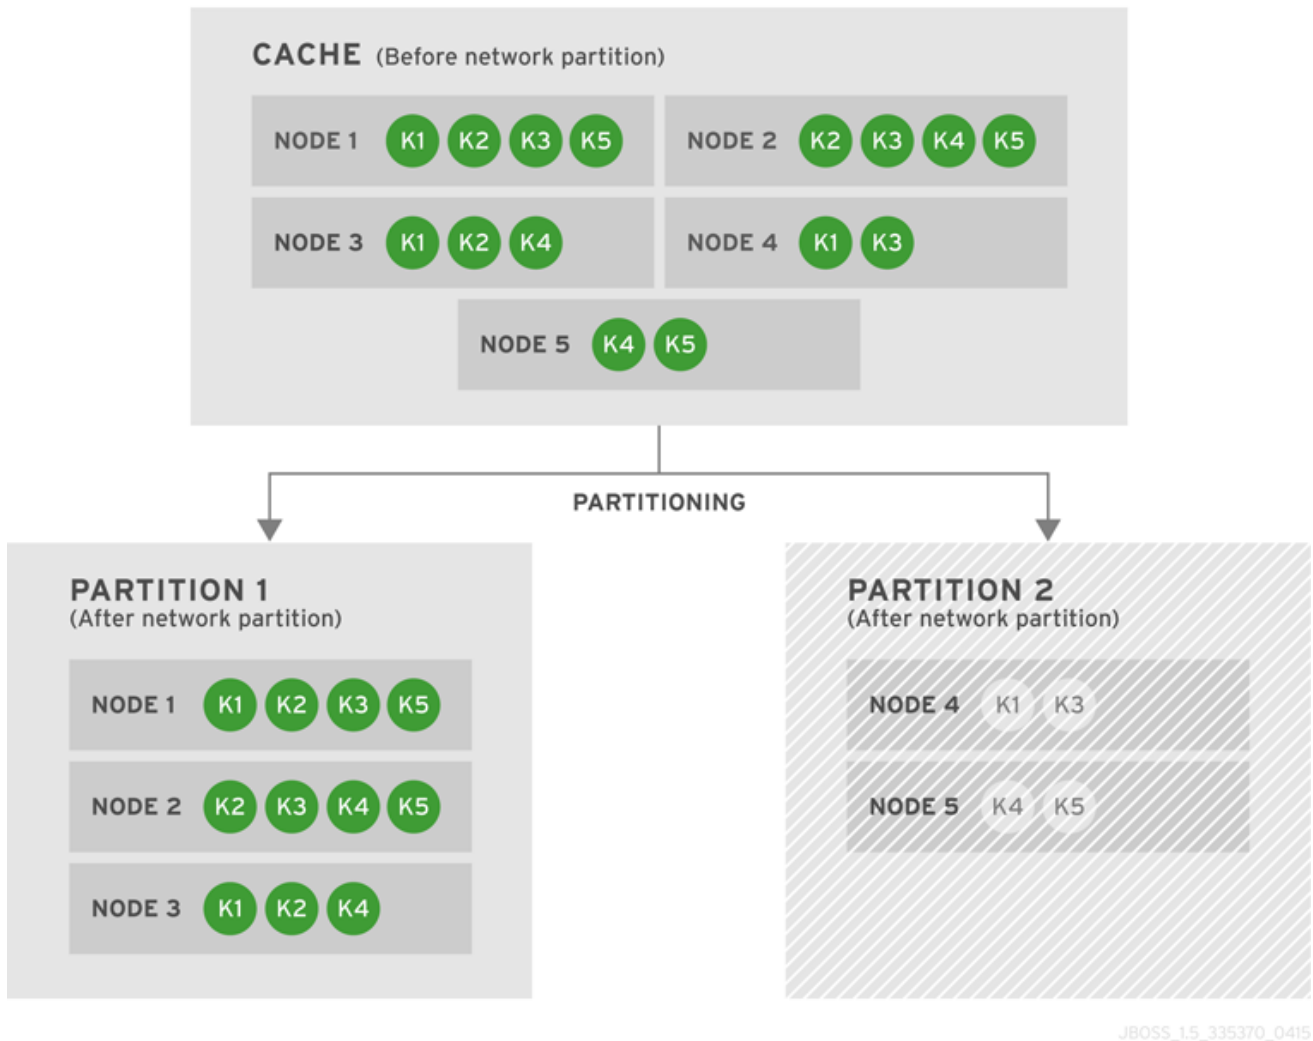 CACHE (Before network partition)
NODE 1 K1 K2 K3 K5
NODE 2 K2 K3 K4 K5
NODE 3 K1 K2 K4
NODE 4 K1 K3
NODE 5 K4 K5
PARTITIONING
PARTITION 1
(After network partition)
NODE 1 K1 K2 K3 K5
NODE 2 K2 K3 K4 K5
NODE 3 K1 K2 K4
PARTITION 2
(After network partition)
NODE 4 K1 K3
NODE 5 K4 K5
JBOSS_1.5_335370_0415